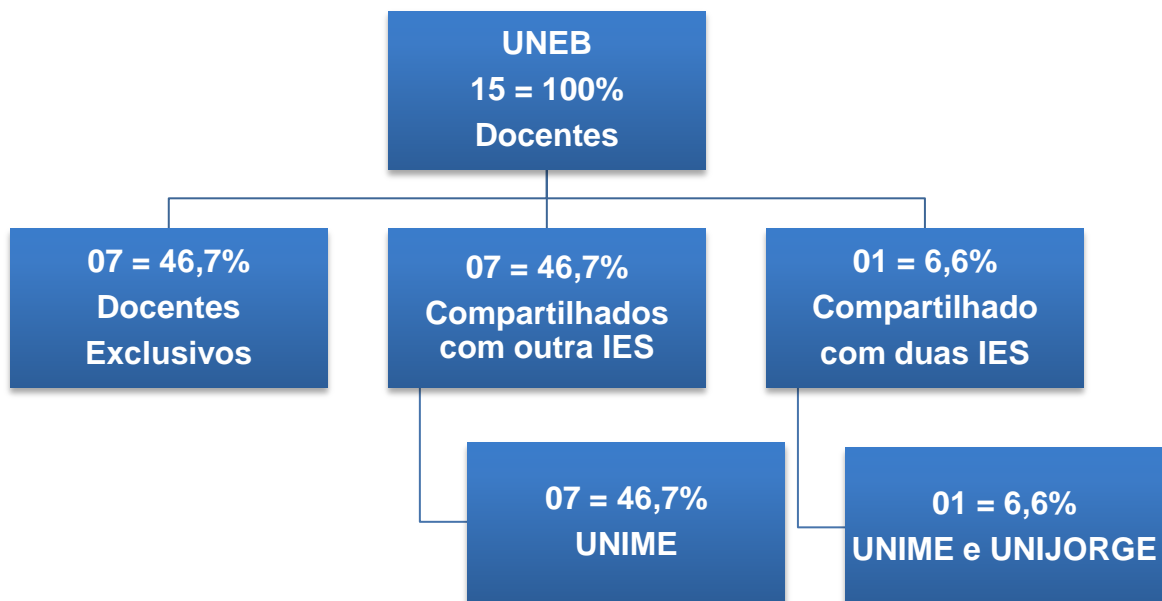 UNEB
15 = 100%
Docentes
07 = 46,7%
Docentes
Exclusivos
07 = 46,7%
Compartilhados
com outra IES
01 = 6,6%
Compartilhado
com duas IES
07 = 46,7%
UNIME
01 = 6,6%
UNIME e UNIJORGE